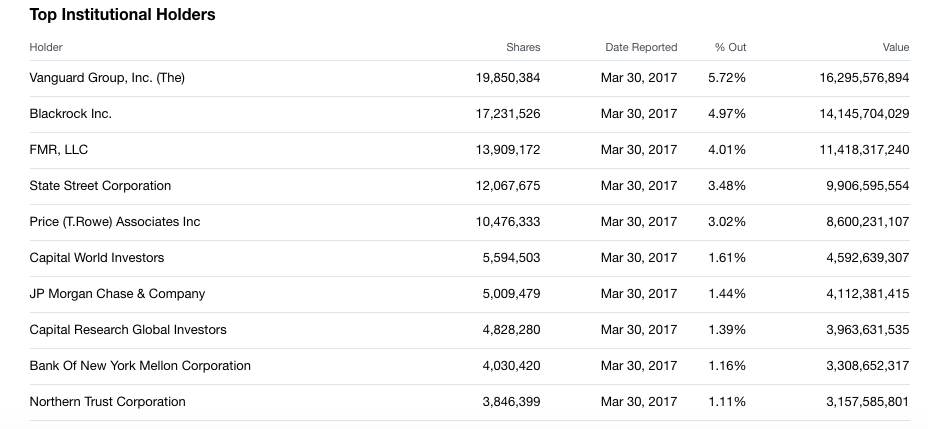 Top Institutional Holders
Holder Shares Date Reported % Out Value
Vanguard Group, Inc. (The) 19,850,384 Mar 30, 2017 5.72% 16,295,576,894
Blackrock Inc. 17,231,526 Mar 30, 2017 4.97% 14,145,704,029
FMR, LLC 13,909,172 Mar 30, 2017 4.01% 11,418,317,240
State Street Corporation 12,067,675 Mar 30, 2017 3.48% 9,906,595,554
Price (T.Rowe) Associates Inc 10,476,333 Mar 30, 2017 3.02% 8,600,231,107
Capital World Investors 5,594,503 Mar 30, 2017 1.61% 4,592,639,307
JP Morgan Chase & Company 5,009,479 Mar 30, 2017 1.44% 4,112,381,415
Capital Research Global Investors 4,828,280 Mar 30, 2017 1.39% 3,963,631,535
Bank Of New York Mellon Corporation 4,030,420 Mar 30, 2017 1.16% 3,308,652,317
Northern Trust Corporation 3,846,399 Mar 30, 2017 1.11% 3,157,585,801